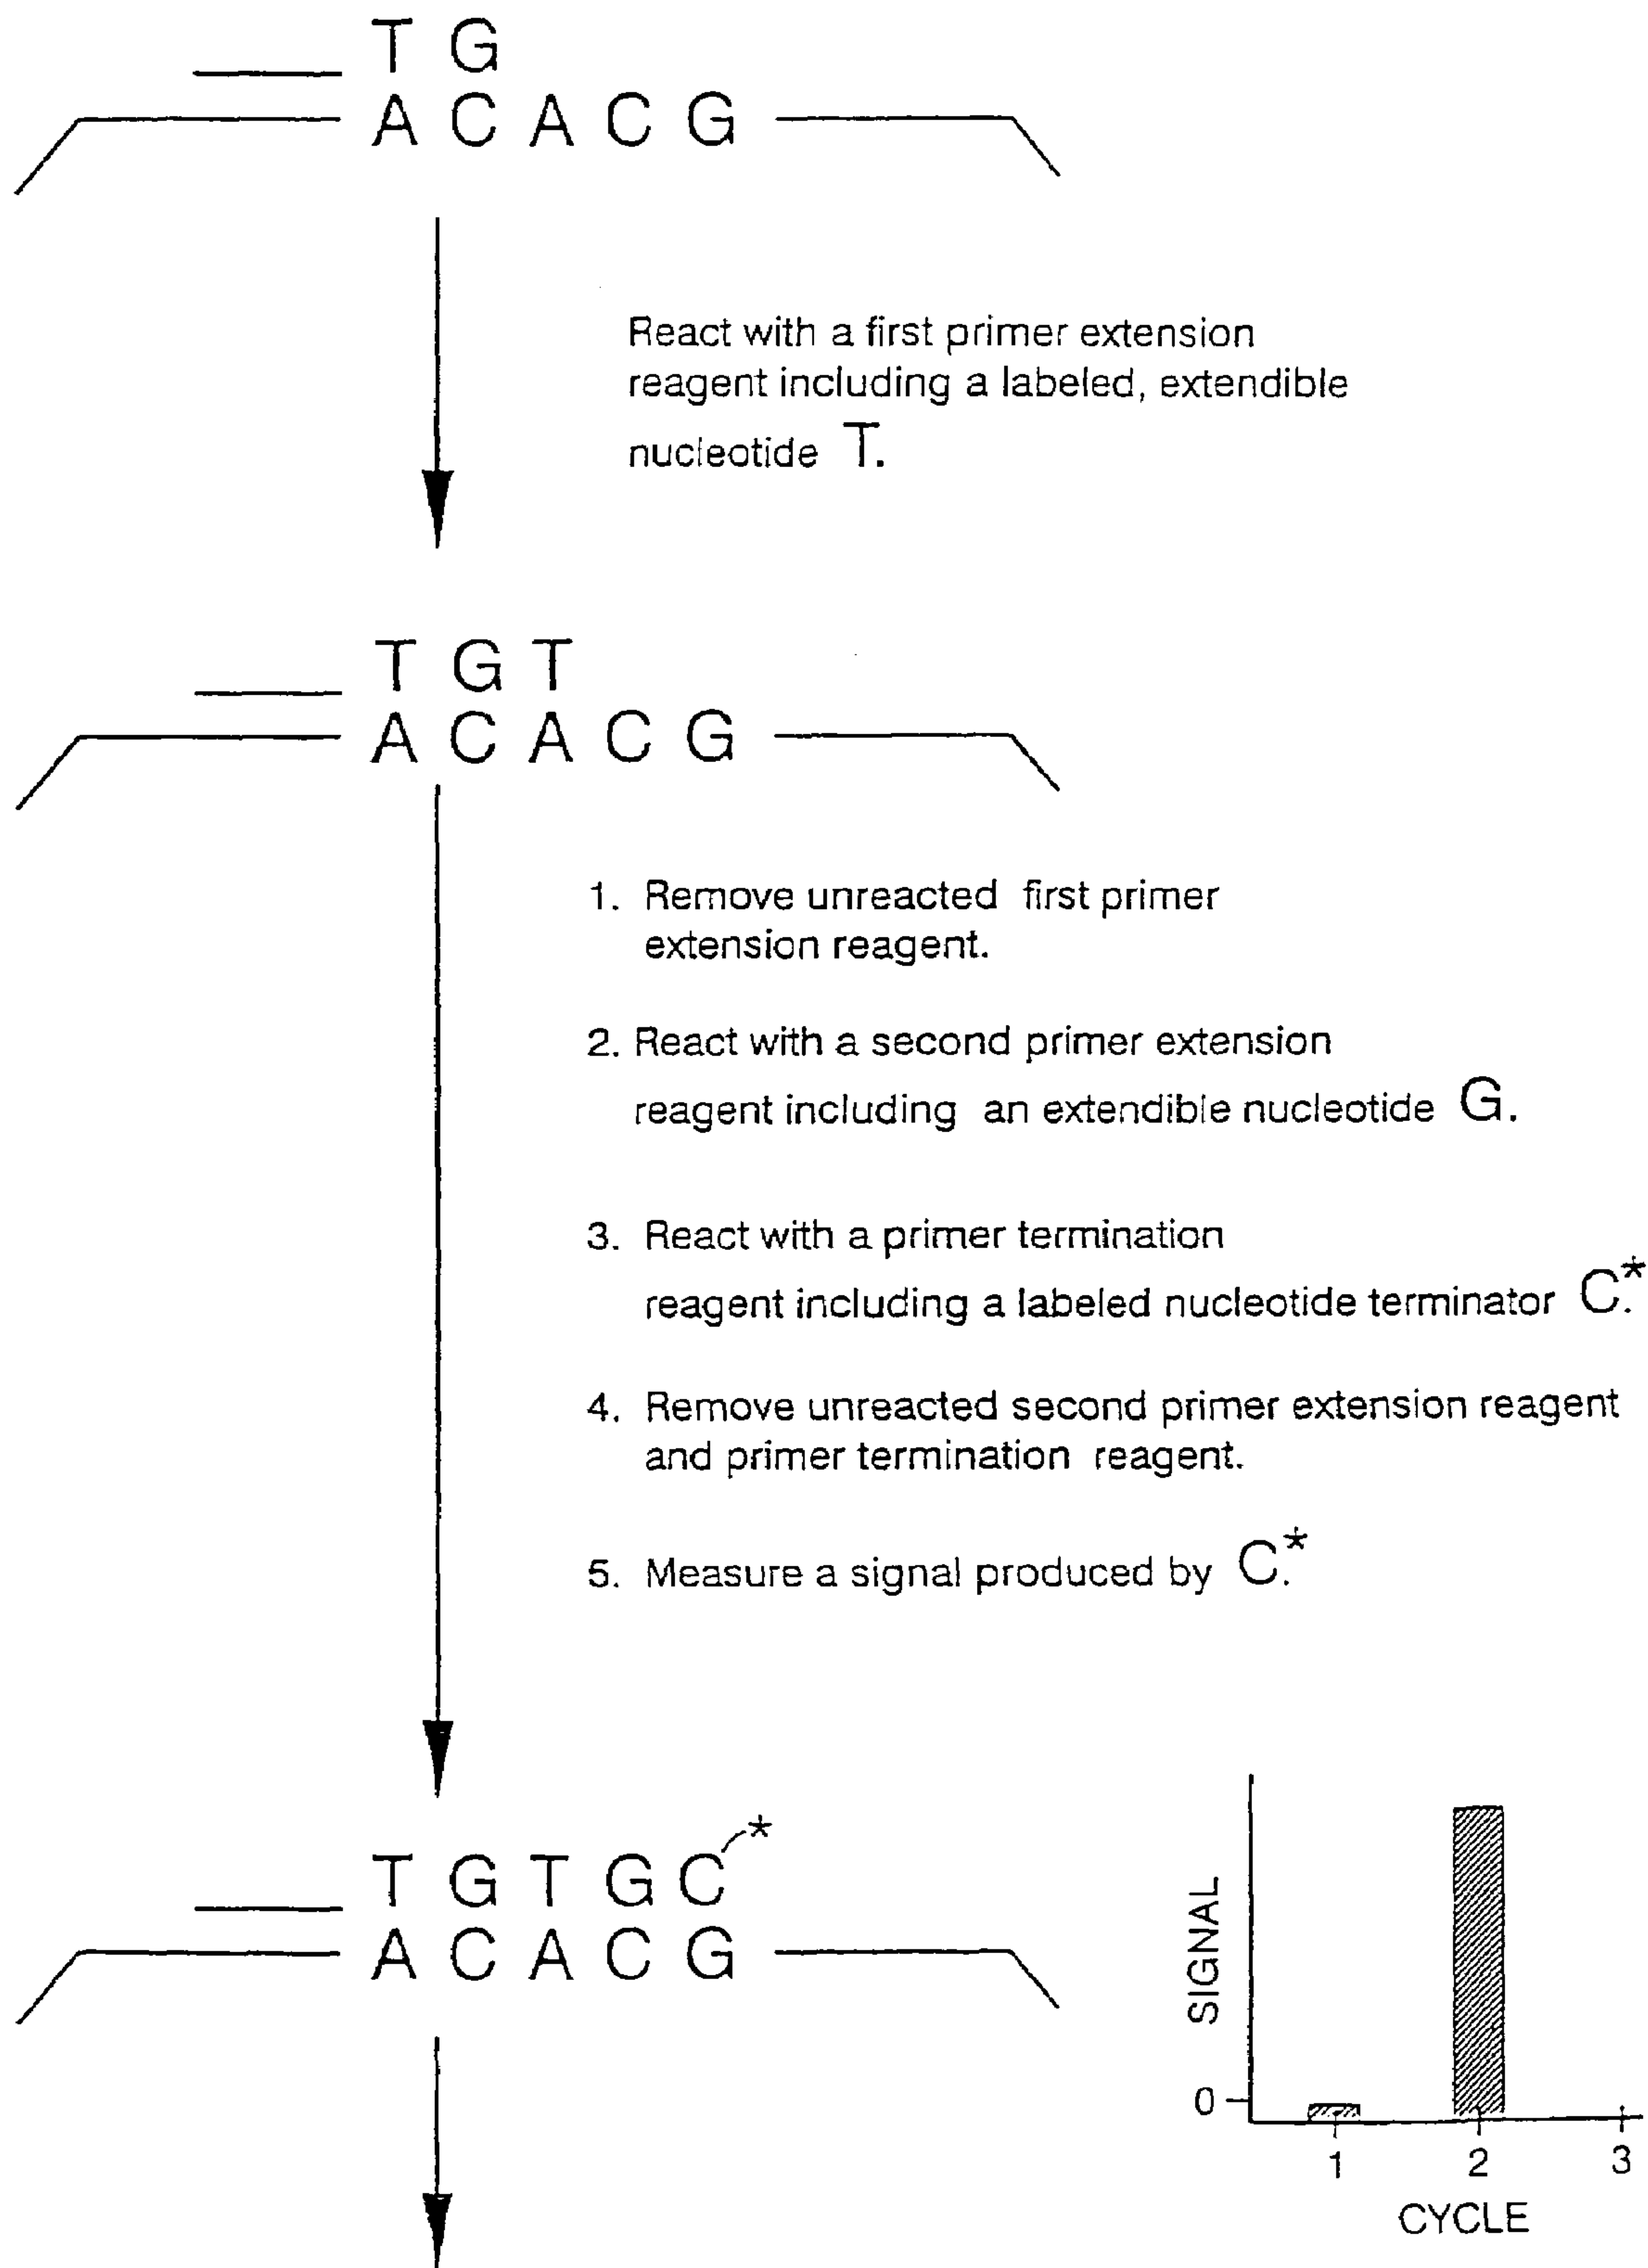 T G
A C A C G
React with a first primer extension
reagent including a labeled, extendible
nucleotide T.
T G T
A C A C G
1. Remove unreacted first primer
extension reagent.
2. React with a second primer extension
reagent including an extendible nucleotide G.
3. React with a primer termination
reagent including a labeled nucleotide terminator C.*
4. Remove unreacted second primer extension reagent
and primer termination reagent.
5. Measure a signal produced by C.*
T G T G C*
A C A C G
SIGNAL
0
1 2 3
CYCLE